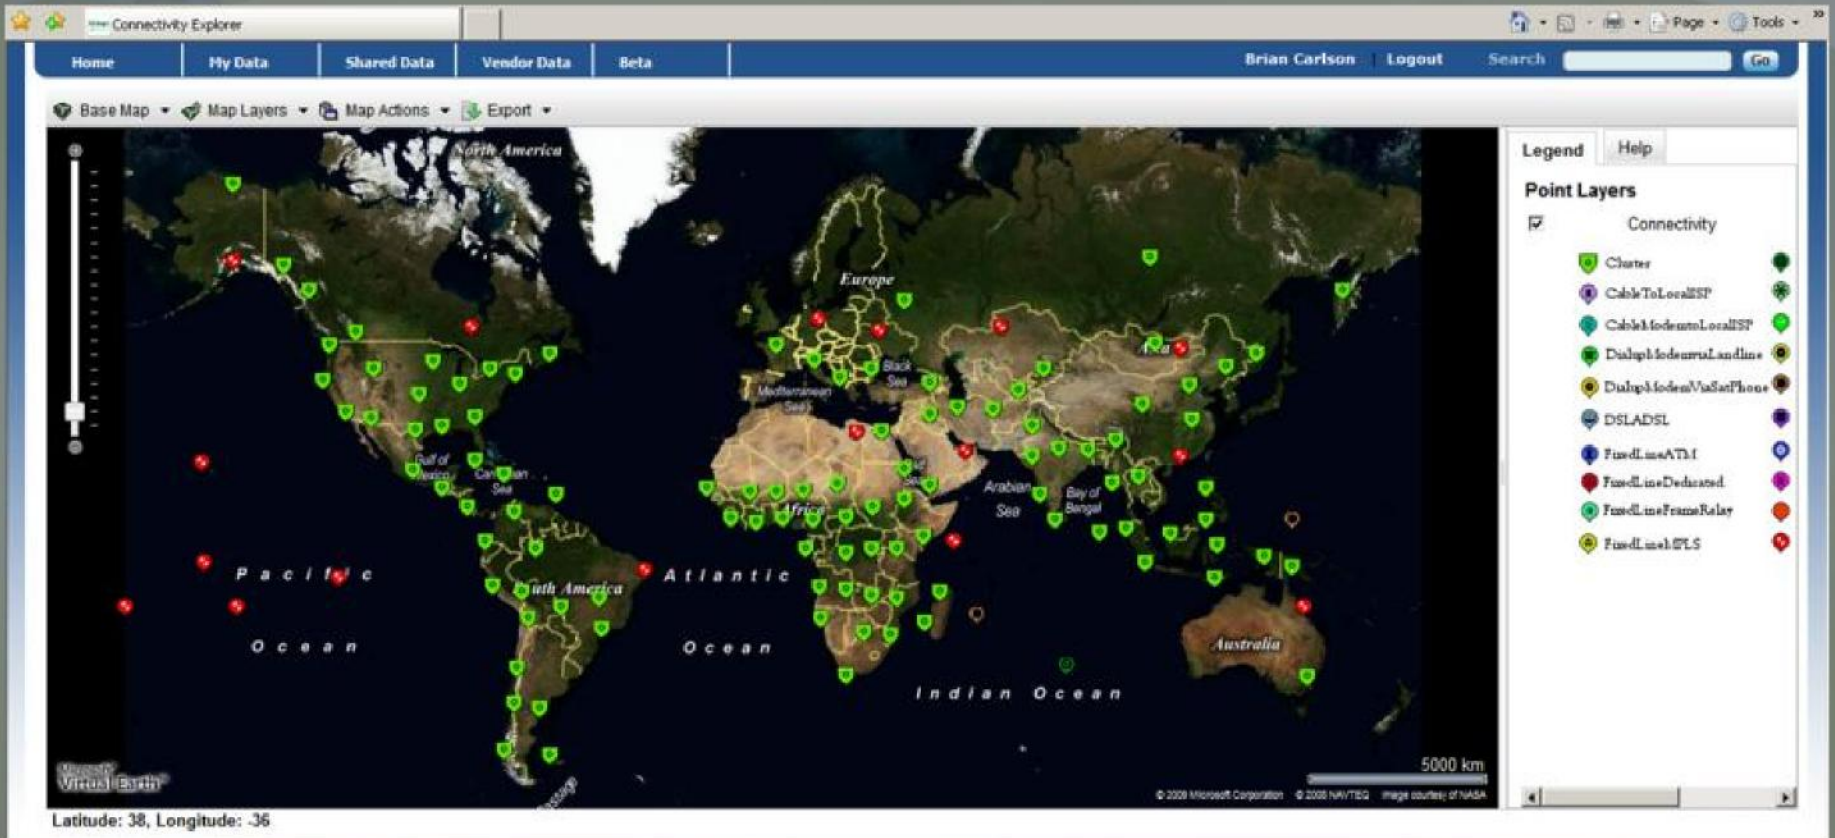 Connectivity Explorer
Page
Tools
»
Home
My Data
Shared Data
Vendor Data
Beta
Brian Carlson
Logout
Search
Go
Base Map
Map Layers
Map Actions
Export
North America
Europe
Asia
Black
Sea
Mediterranean
Sea
Gulf of
Mexico
Caribbean
Sea
Red
Sea
Arabian
Sea
Bay of
Bengal
Africa
Pacific
Ocean
South America
Atlantic
Ocean
Indian Ocean
Australia
Passage
Microsoft®
Virtual Earth™
5000 km
© 2009 Microsoft Corporation © 2008 NAVTEQ Image courtesy of NASA
Latitude: 38, Longitude: -36
Legend
Help
Point Layers
Connectivity
Cluster
CableToLocalISP
CableModemtoLocalISP
DialupModemviaLandline
DialupModemViaSatPhone
DSLADSL
FixedLineATM
FixedLineDedicated
FixedLineFrameRelay
FixedLineMPLS